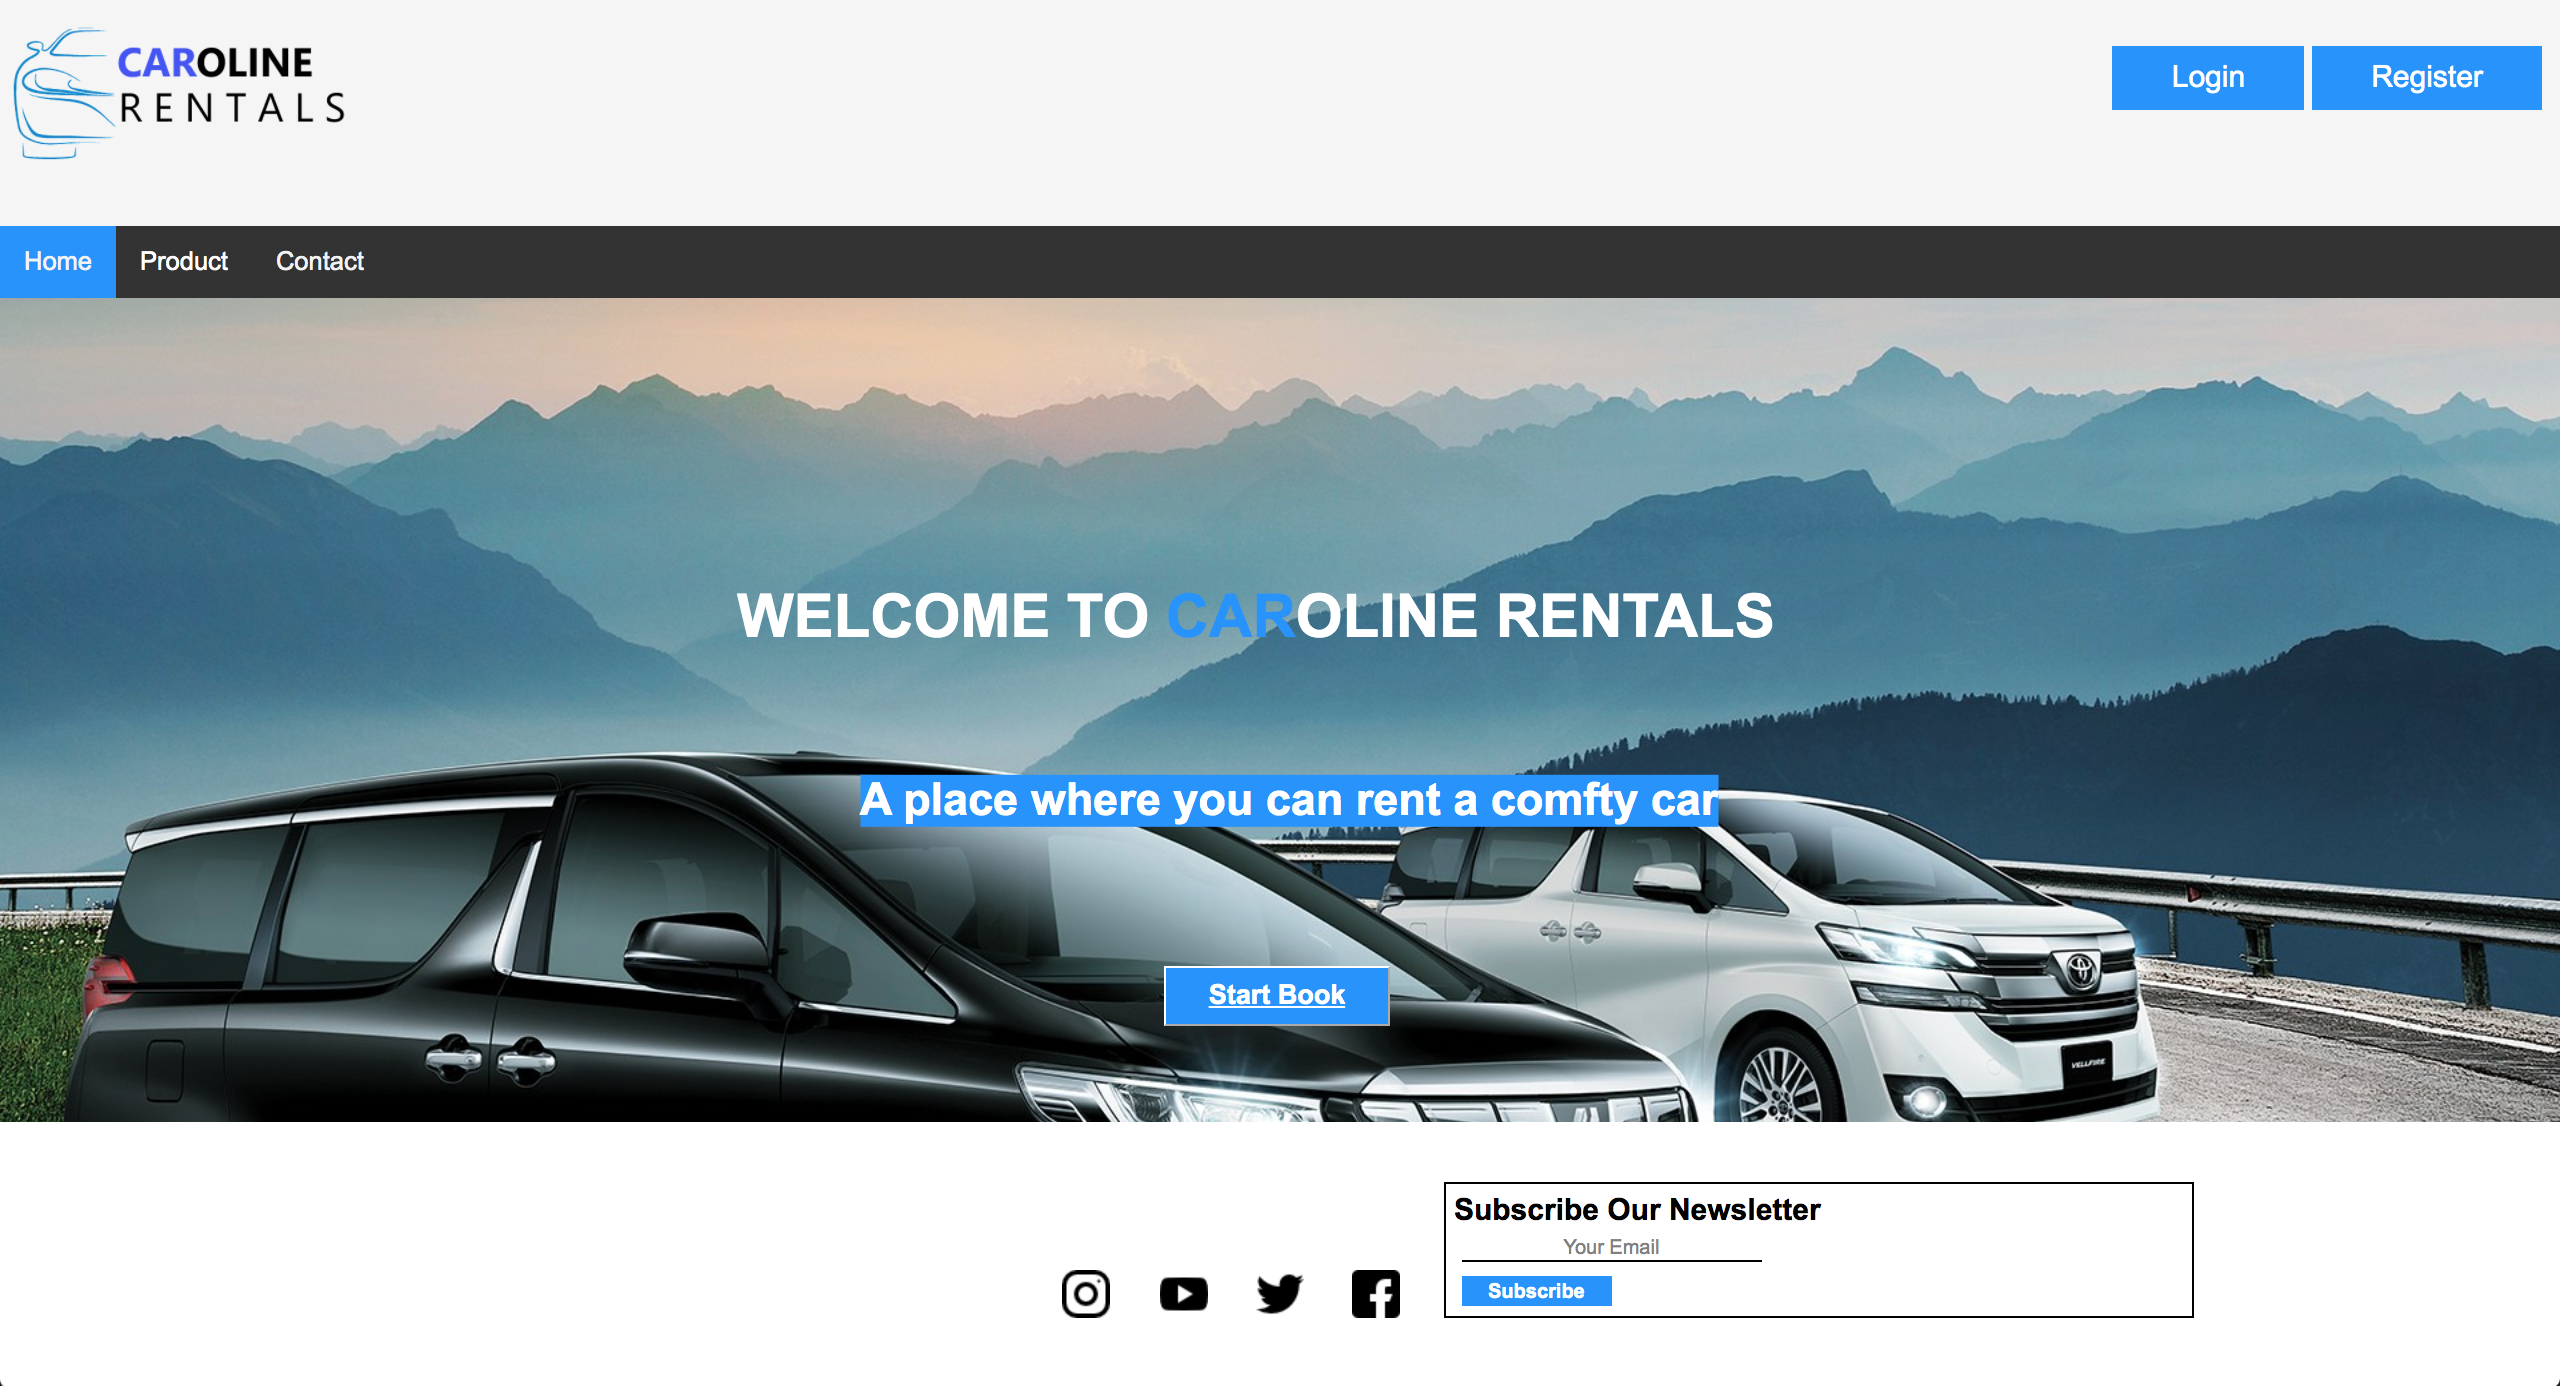 CAROLINE
RENTALS
Login
Register
Home
Product
Contact
WELCOME TO CAROLINE RENTALS
A place where you can rent a comfty car
Start Book
VELLFIRE
Subscribe Our Newsletter
Your Email
Subscribe